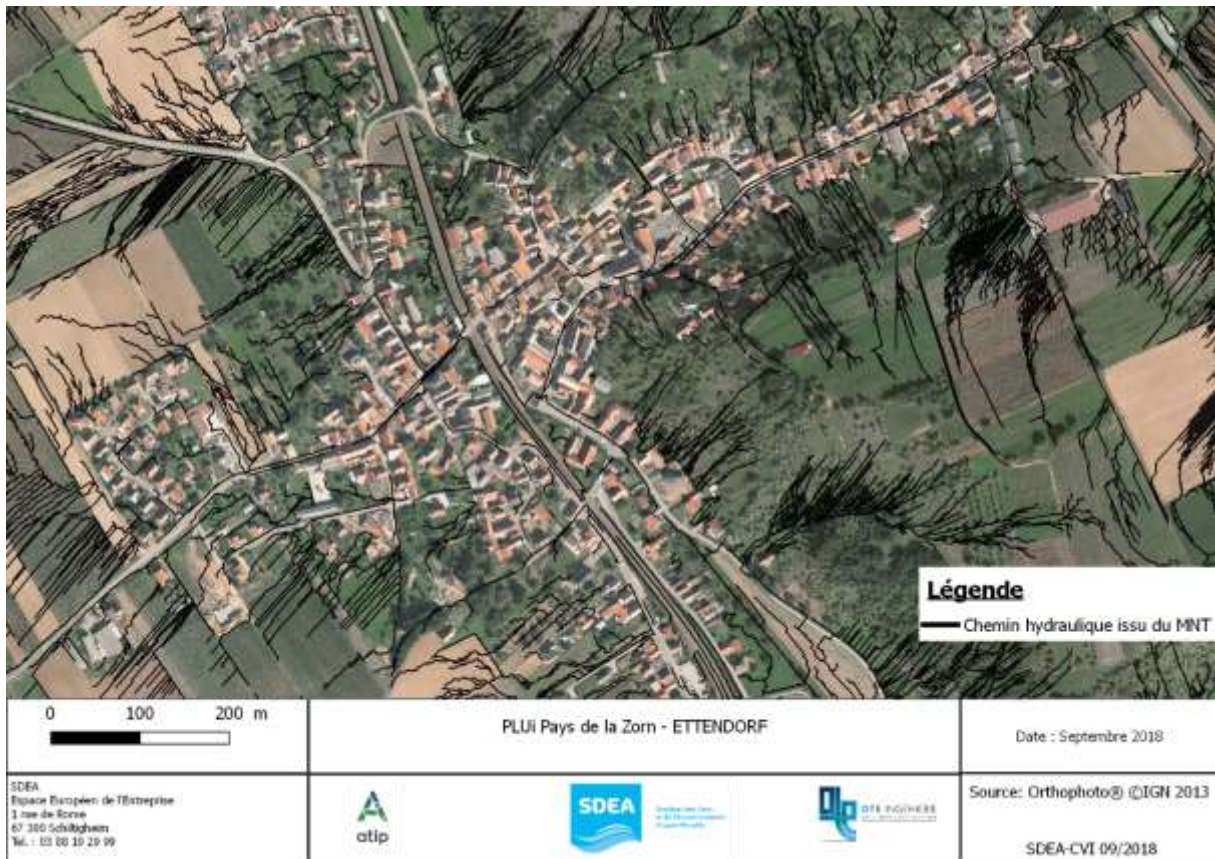 Légende
Chemin hydraulique issu du MNT
0 100 200 m
PLUi Pays de la Zorn - ETTENDORF
Date : Septembre 2018
SDEA
Espace Européen de l'Entreprise
1 rue de Rome
67 300 Schiltigheim
Tel. : 03 88 19 29 99
atip
SDEA
Source: Orthophoto® ©IGN 2013
SDEA-CVI 09/2018